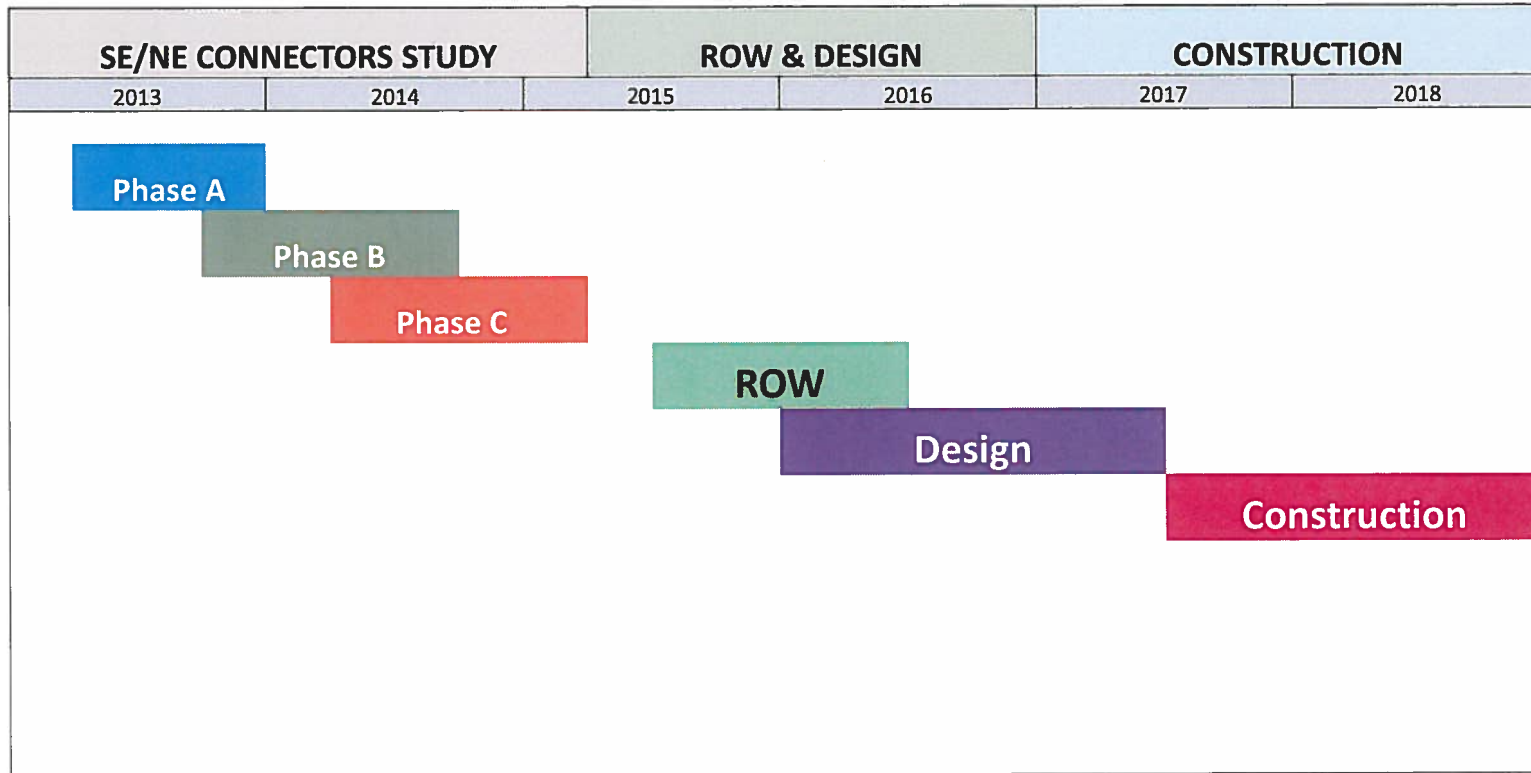 SE/NE CONNECTORS STUDY ROW & DESIGN CONSTRUCTION
2013 2014 2015 2016 2017 2018
Phase A
Phase B
Phase C
ROW
Design
Construction